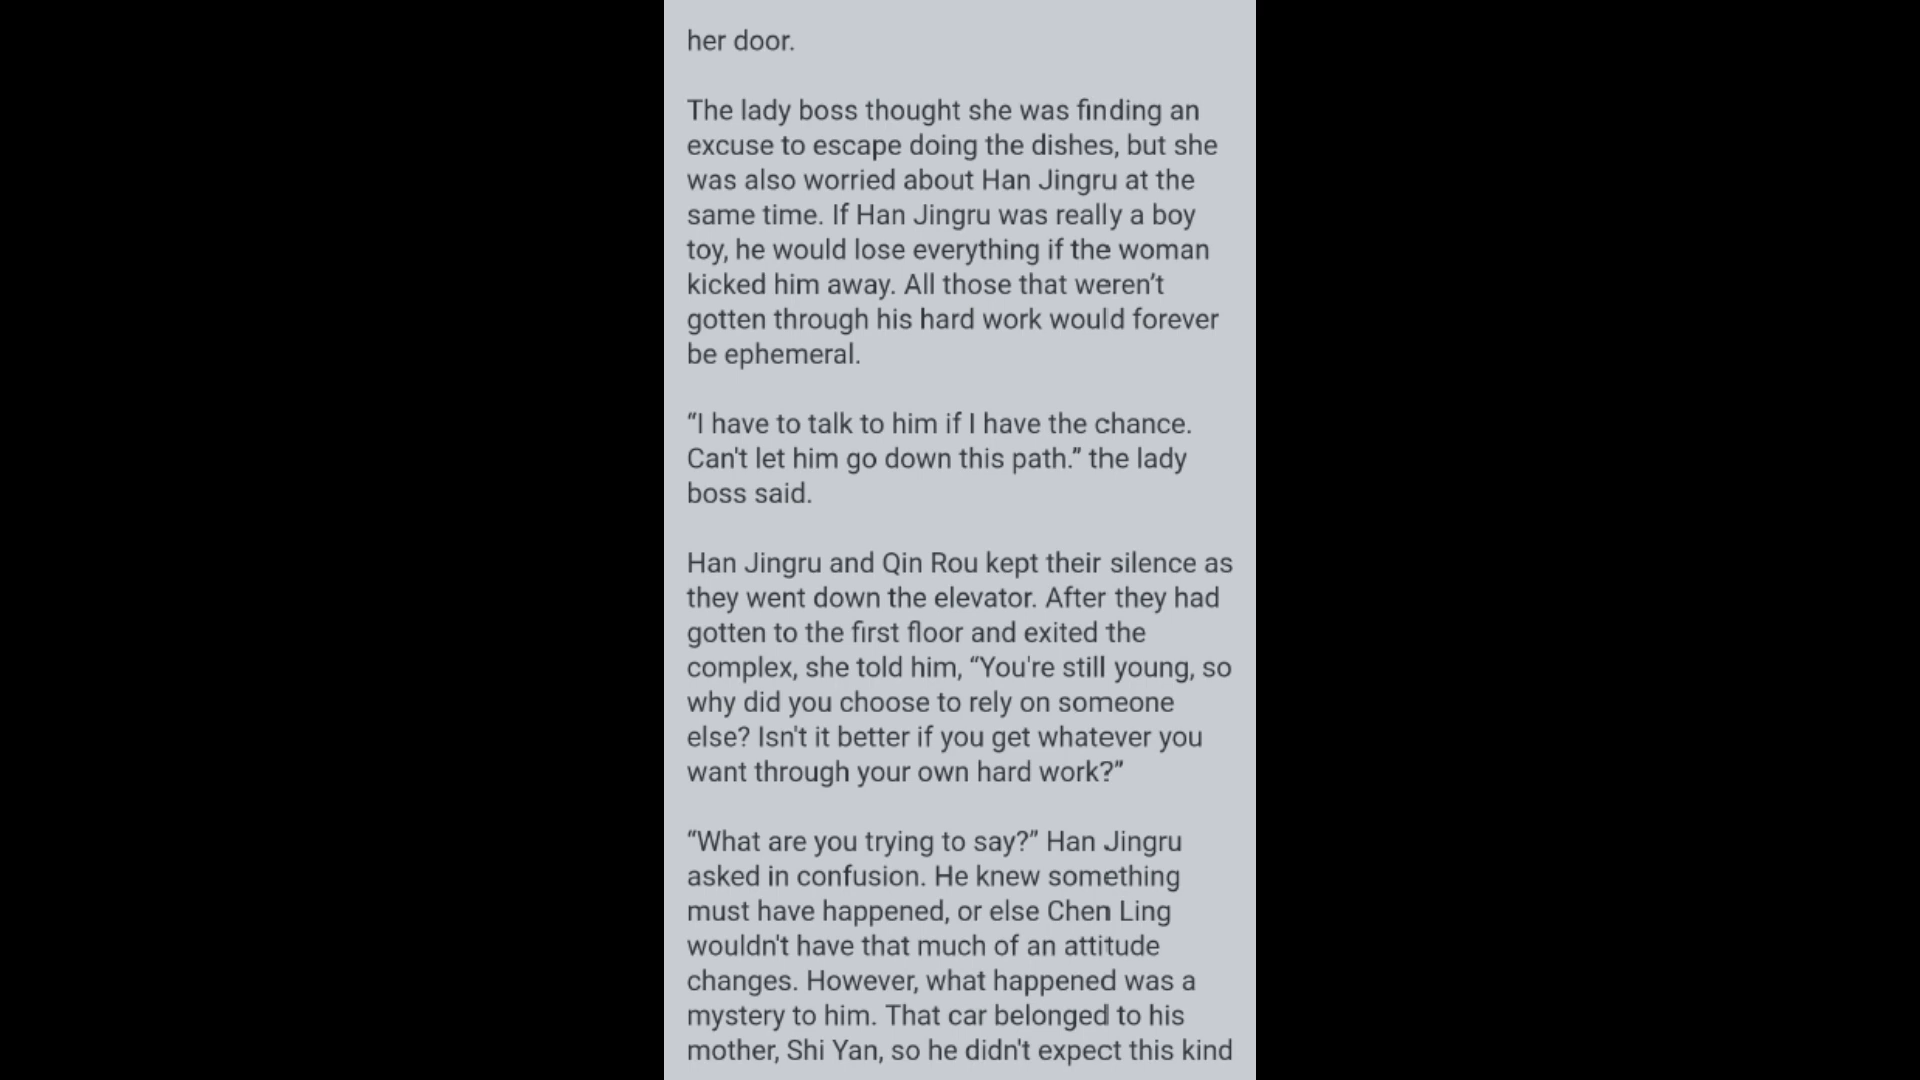 her door.
The lady boss thought she was finding an
excuse to escape doing the dishes, but she
was also worried about Han Jingru at the
same time. If Han Jingru was really a boy
toy, he would lose everything if the woman
kicked him away. All those that weren’t
gotten through his hard work would forever
be ephemeral.
“I have to talk to him if I have the chance.
Can't let him go down this path.” the lady
boss said.
Han Jingru and Qin Rou kept their silence as
they went down the elevator. After they had
gotten to the first floor and exited the
complex, she told him, “You're still young, so
why did you choose to rely on someone
else? Isn't it better if you get whatever you
want through your own hard work?”
“What are you trying to say?” Han Jingru
asked in confusion. He knew something
must have happened, or else Chen Ling
wouldn't have that much of an attitude
changes. However, what happened was a
mystery to him. That car belonged to his
mother, Shi Yan, so he didn't expect this kind